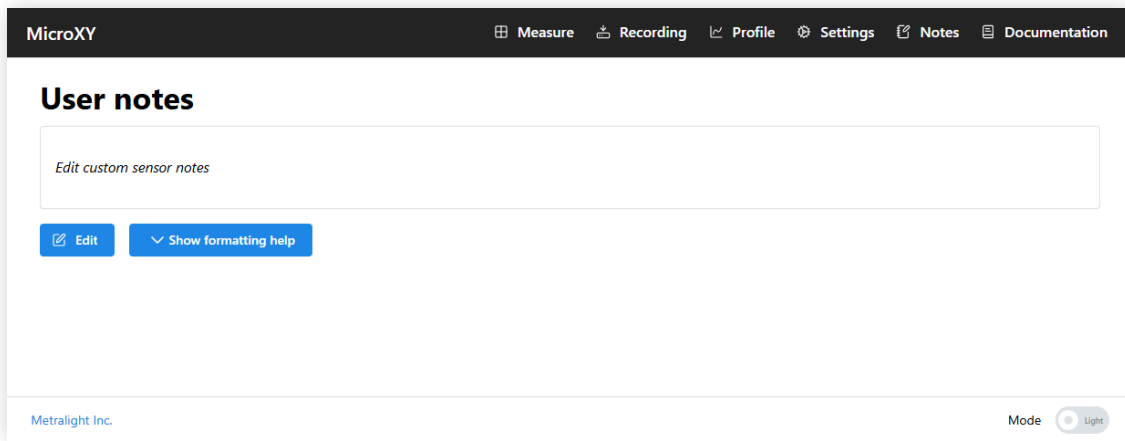 MicroXY Measure Recording Profile Settings Notes Documentation
User notes
Edit custom sensor notes
Edit Show formatting help
Metralight Inc. Mode Light